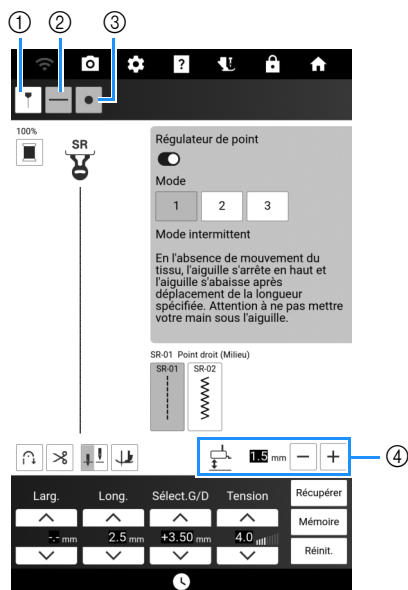 ① ② ③
?
100%
SR
Régulateur de point
Mode
1 2 3
Mode intermittent
En l'absence de mouvement du
tissu, l'aiguille s'arrête en haut et
l'aiguille s'abaisse après
déplacement de la longueur
spécifiée. Attention à ne pas mettre
votre main sous l'aiguille.
SR-01 Point droit (Milieu)
SR-01 SR-02
1.5 mm − +
④
Larg. Long. Sélect.G/D Tension
Récupérer
Mémoire
-.- mm 2.5 mm +3.50 mm 4.0
Réinit.